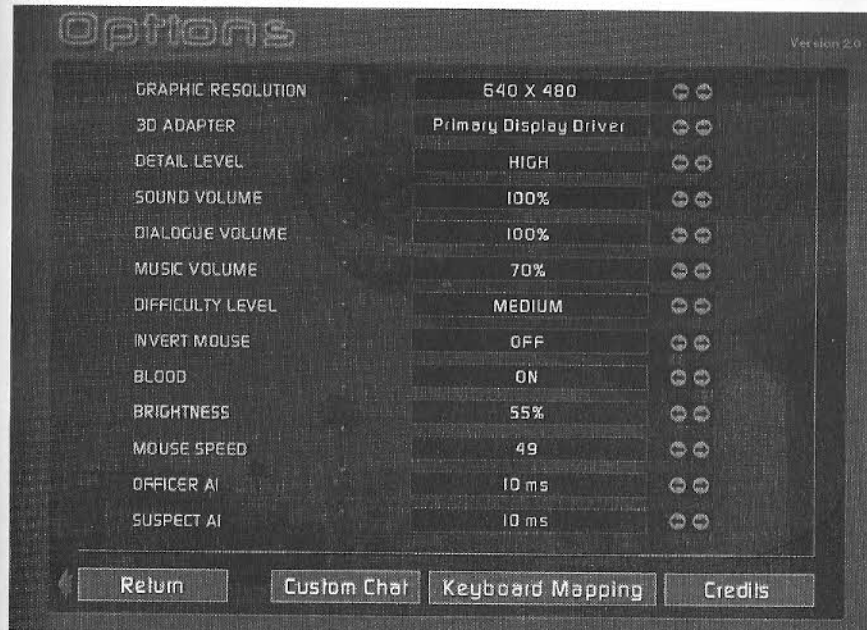 Options
Version 2.0
GRAPHIC RESOLUTION 640 X 480
3D ADAPTER Primary Display Driver
DETAIL LEVEL HIGH
SOUND VOLUME 100%
DIALOGUE VOLUME 100%
MUSIC VOLUME 70%
DIFFICULTY LEVEL MEDIUM
INVERT MOUSE OFF
BLOOD ON
BRIGHTNESS 55%
MOUSE SPEED 49
OFFICER AI 10 ms
SUSPECT AI 10 ms
Return Custom Chat Keyboard Mapping Credits